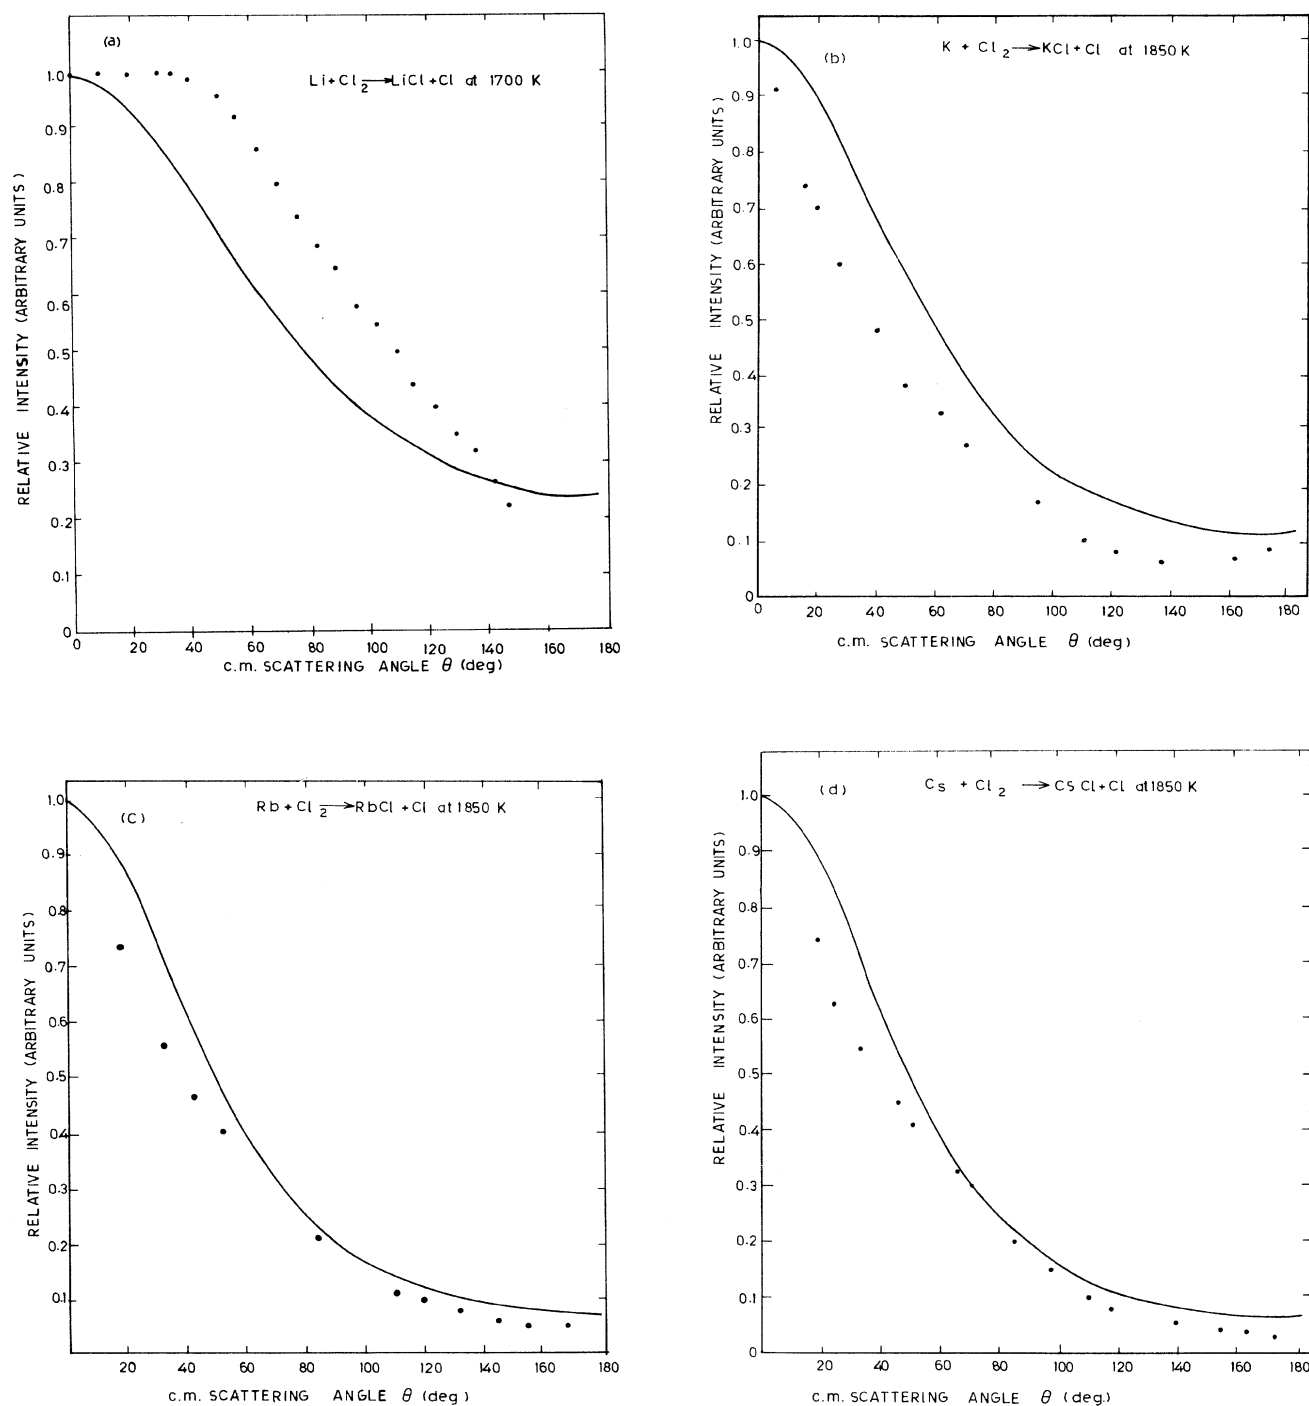 (a)
Li + Cl2 → LiCl + Cl at 1700 K
1.0
0.9
0.8
0.7
0.6
0.5
0.4
0.3
0.2
0.1
0
RELATIVE INTENSITY (ARBITRARY UNITS)
0 20 40 60 80 100 120 140 160 180
c.m. SCATTERING ANGLE θ (deg)
(b)
K + Cl2 → KCl + Cl at 1850 K
1.0
0.9
0.8
0.7
0.6
0.5
0.4
0.3
0.2
0.1
0
RELATIVE INTENSITY (ARBITRARY UNITS)
0 20 40 60 80 100 120 140 160 180
c.m. SCATTERING ANGLE θ (deg)
(c)
Rb + Cl2 → RbCl + Cl at 1850 K
1.0
0.9
0.8
0.7
0.6
0.5
0.4
0.3
0.2
0.1
RELATIVE INTENSITY (ARBITRARY UNITS)
20 40 60 80 100 120 140 160 180
c.m. SCATTERING ANGLE θ (deg)
(d)
Cs + Cl2 → CS Cl + Cl at 1850 K
1.0
0.9
0.8
0.7
0.6
0.5
0.4
0.3
0.2
0.1
0
RELATIVE INTENSITY (ARBITRARY UNITS)
20 40 60 80 100 120 140 160 180
c.m. SCATTERING ANGLE θ (deg.)